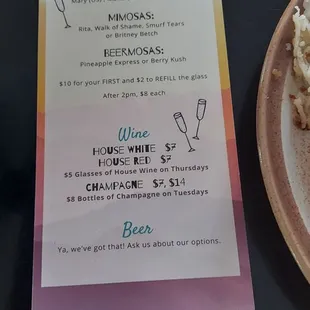 MIMOSAS:
Rita, Walk of Shame, Smurf Tears
or Britney Betch
BEERMOSAS:
Pineapple Express or Berry Kush
$10 for your FIRST and $2 to REFILL the glass
After 2pm, $8 each
Wine
HOUSE WHITE $7
HOUSE RED $7
$5 Glasses of House Wine on Thursdays
CHAMPAGNE $7, $14
$8 Bottles of Champagne on Tuesdays
Beer
Ya, we've got that! Ask us about our options.